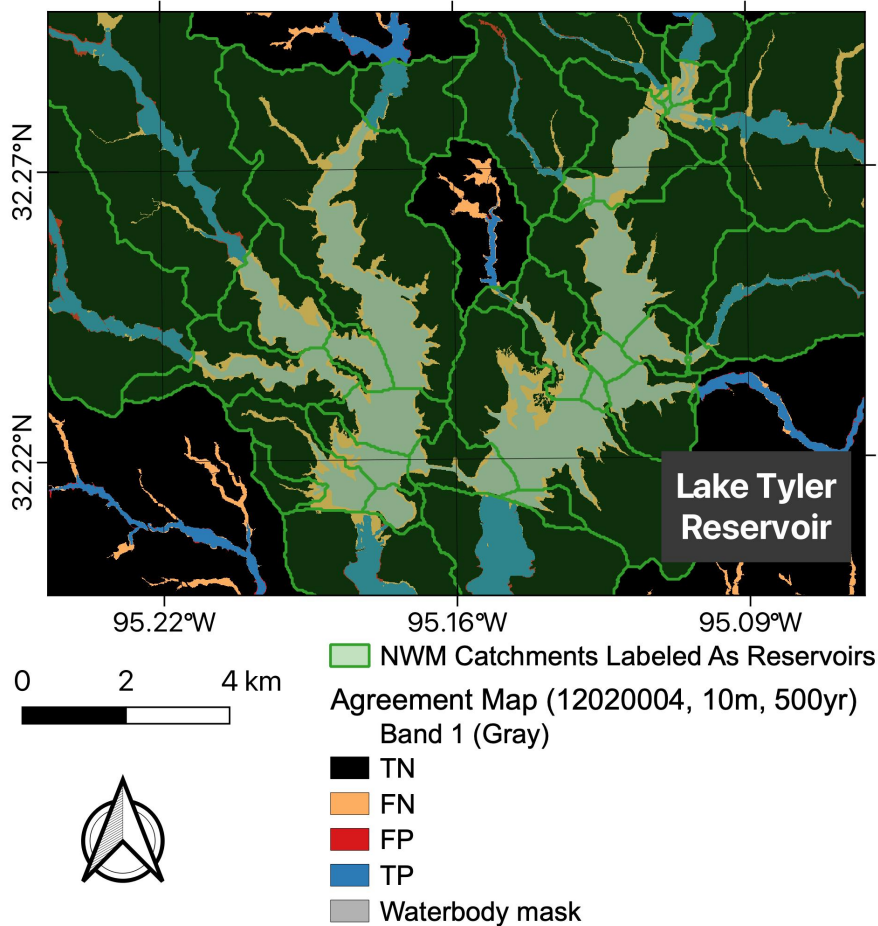 32.27°N
32.22°N
Lake Tyler
Reservoir
95.22°W
95.16°W
95.09°W
NWM Catchments Labeled As Reservoirs
0 2 4 km
Agreement Map (12020004, 10m, 500yr)
Band 1 (Gray)
TN
FN
FP
TP
Waterbody mask